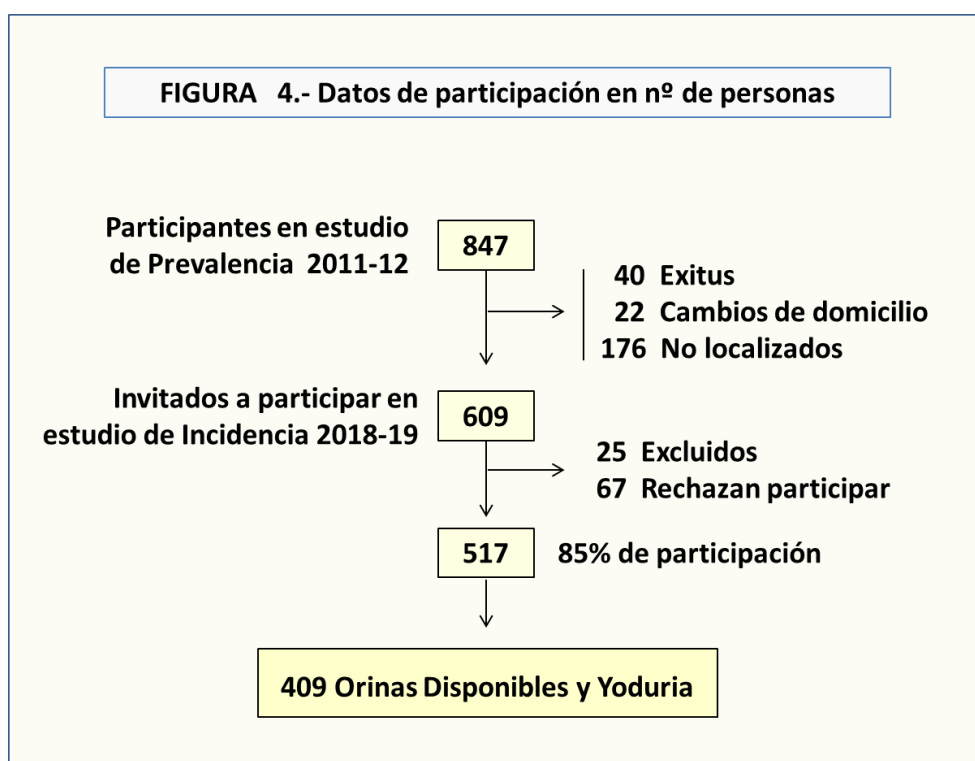 FIGURA 4.- Datos de participación en nº de personas
Participantes en estudio
de Prevalencia 2011-12
847
40 Exitus
22 Cambios de domicilio
176 No localizados
Invitados a participar en
estudio de Incidencia 2018-19
609
25 Excluidos
67 Rechazan participar
517 85% de participación
409 Orinas Disponibles y Yoduria